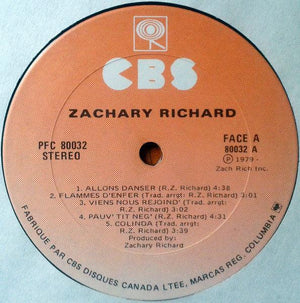 CBS
ZACHARY RICHARD
PFC 80032
STEREO
FACE A
80032 A
Ⓟ 1979 -
Zach Rich Inc.
1. ALLONS DANSER (R.Z. Richard) 4:38
2. FLAMMES D'ENFER (Trad. arrgt: R.Z. Richard) 3:01
3. VIENS NOUS REJOIND' (Trad. arrgt:
R.Z. Richard) 3:02
4. PAUV' TIT NEG' (R.Z. Richard) 4:31
5. COLINDA (Trad. arrgt:
R.Z. Richard) 3:39
Produced by:
Zachary Richard
FABRIQUE PAR CBS DISQUES CANADA LTEE. MARCAS REG. COLUMBIA